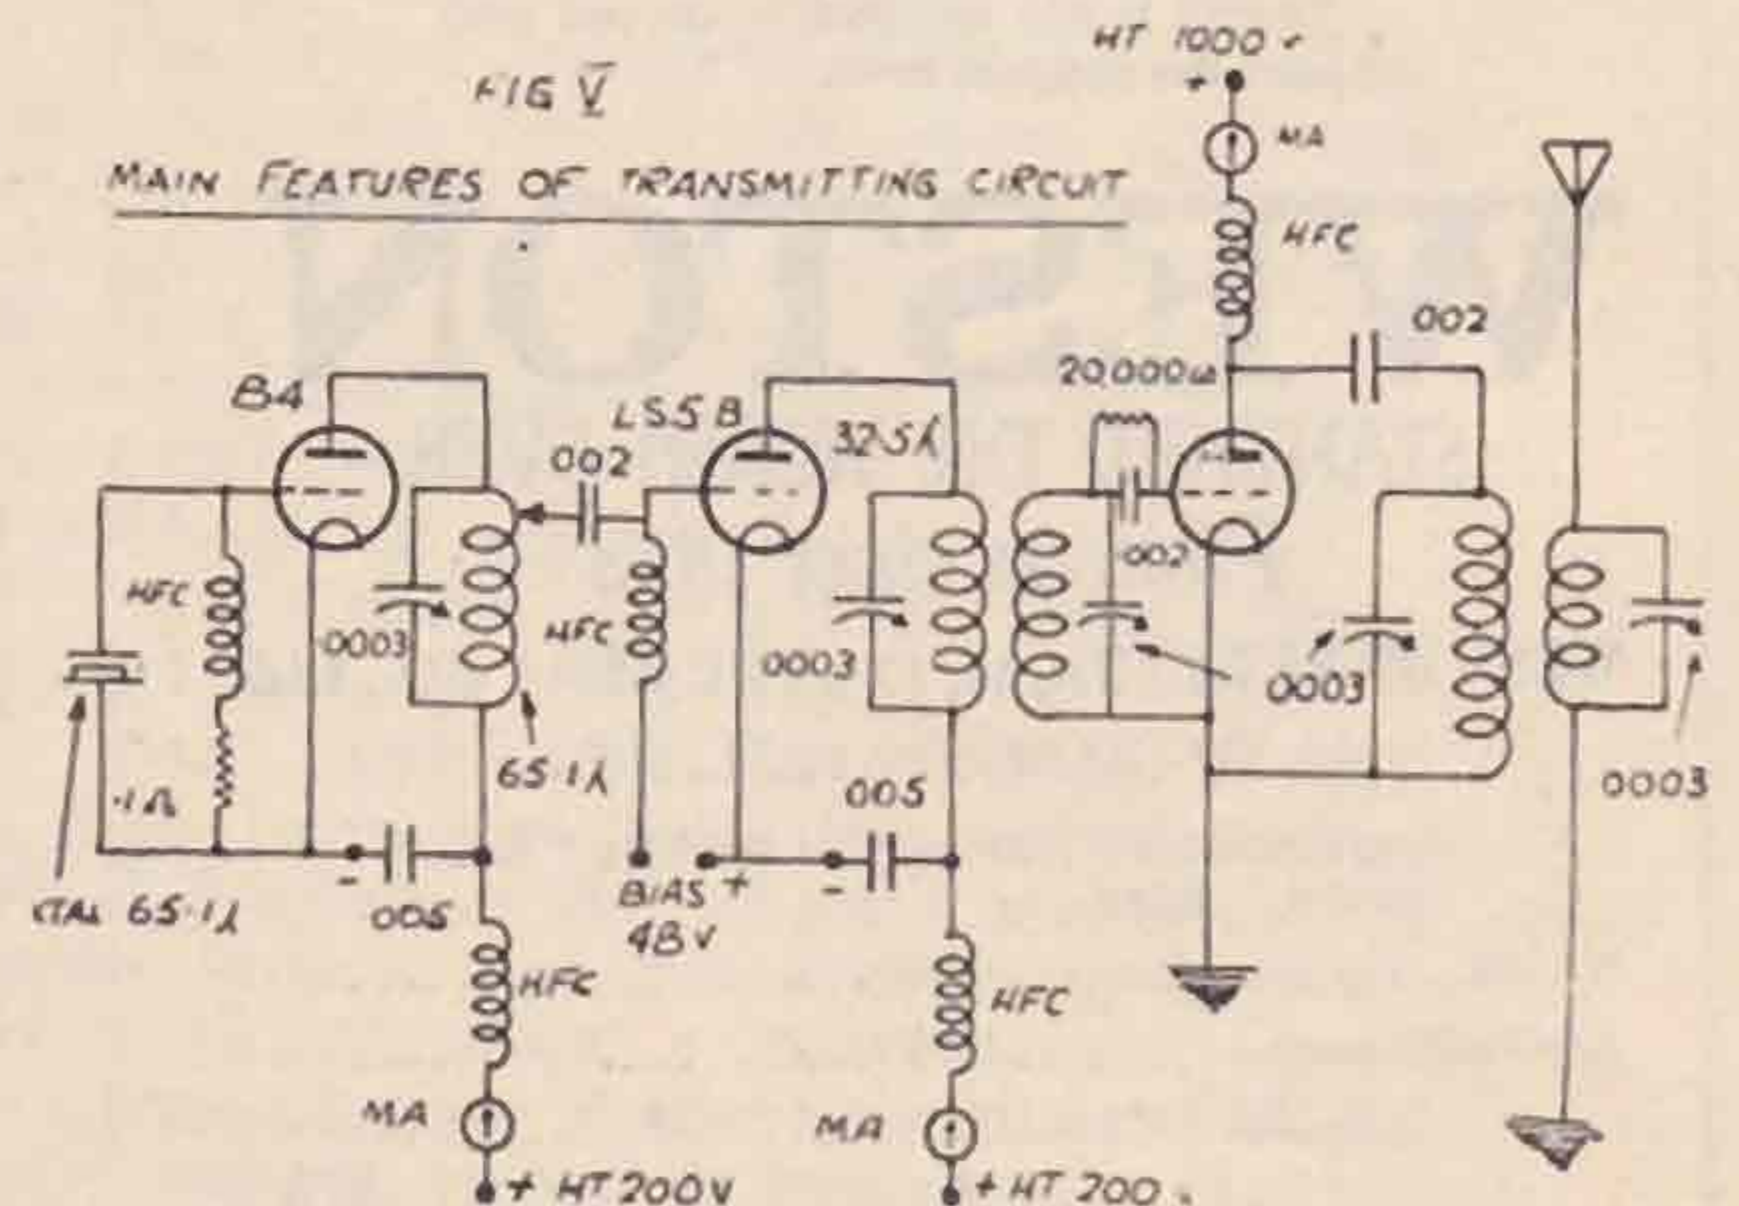 FIG V
MAIN FEATURES OF TRANSMITTING CIRCUIT
HT 1000
+
MA
HFC
002
20,000ω
B4
LS5B
002
32.5λ
002
HFC
0003
HFC
0003
0003
0003
65.1λ
.1Ω
005
-
005
XTAL 65.1λ
BIAS +
48V
-
HFC
HFC
MA
MA
+ HT 200V
+ HT 200